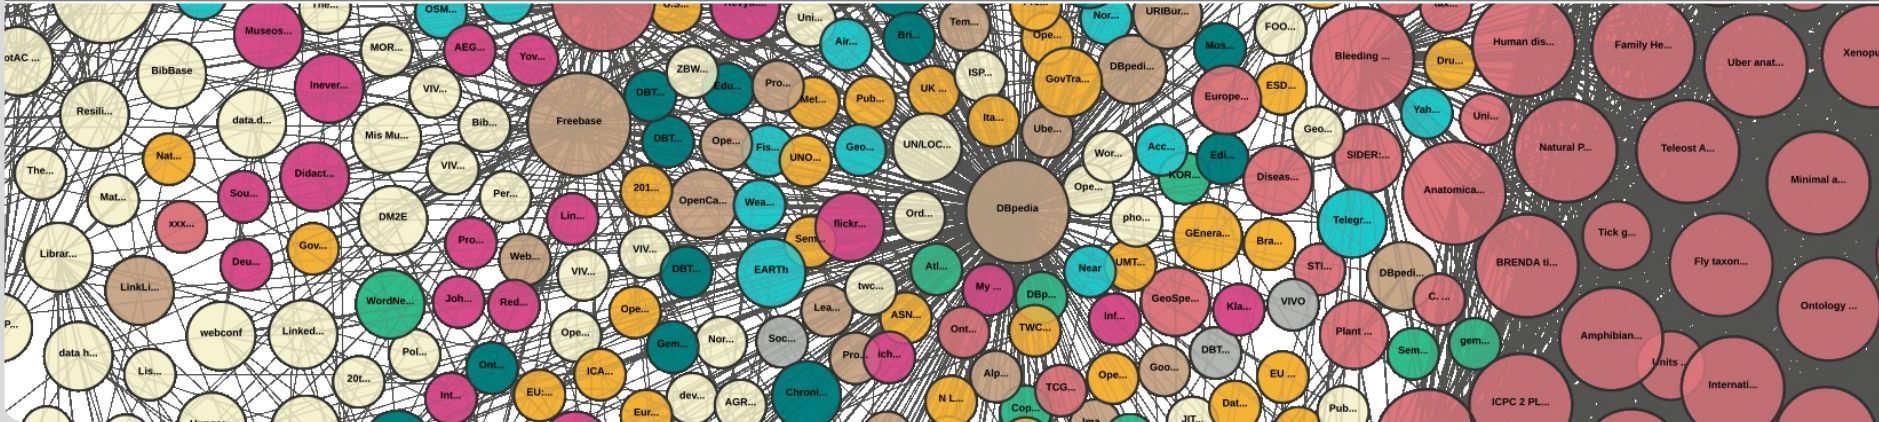 The...
OSM...
U.S...
Museos...
MOR...
AEG...
Yov...
Uni...
Air...
Bri...
Tem...
Ope...
Nor...
URIBur...
Mos...
FOO...
Bleeding ...
Dru...
Human dis...
Family He...
Uber anat...
Xenopu
otAC ...
BibBase
Inever...
VIV...
ZBW...
DBT...
Edu...
Pro...
Met...
Pub...
UK ...
ISP...
GovTra...
DBpedi...
Europe...
ESD...
Yah...
Uni...
Resili...
data.d...
Mis Mu...
Bib...
Freebase
DBT...
Ope...
Fis...
UNO...
Geo...
UN/LOC...
Ita...
Ube...
Wor...
Acc...
Edi...
Geo...
SIDER:...
Natural P...
Teleost A...
The...
Nat...
Didact...
VIV...
201...
KOR...
Diseas...
Anatomica...
Minimal a...
Mat...
Sou...
Per...
OpenCa...
Wea...
DBpedia
Ope...
xxx...
DM2E
Lin...
flickr...
Ord...
pho...
GEnera...
Bra...
Telegr...
Tick g...
Librar...
Deu...
Gov...
Pro...
Web...
VIV...
VIV...
DBT...
EARTh
Sem...
Atl...
Near
UMT...
STI...
DBpedi...
BRENDA ti...
Fly taxon...
LinkLi...
WordNe...
Joh...
Red...
Ope...
twc...
My ...
DBp...
GeoSpe...
Kla...
VIVO
C. ...
Ontology ...
P...
webconf
Linked...
Ope...
Lea...
ASN...
Inf...
data h...
Pol...
Gem...
Nor...
Soc...
Pro...
ich...
Ont...
TWC...
DBT...
Plant ...
Sem...
gem...
Amphibian...
Units ...
Lis...
20t...
Ont...
ICA...
Alp...
TCG...
Ope...
Goo...
EU ...
Internati...
Int...
EU:...
Eur...
dev...
AGR...
Chroni...
N L...
Cop...
JIT...
Dat...
Pub...
ICPC 2 PL...